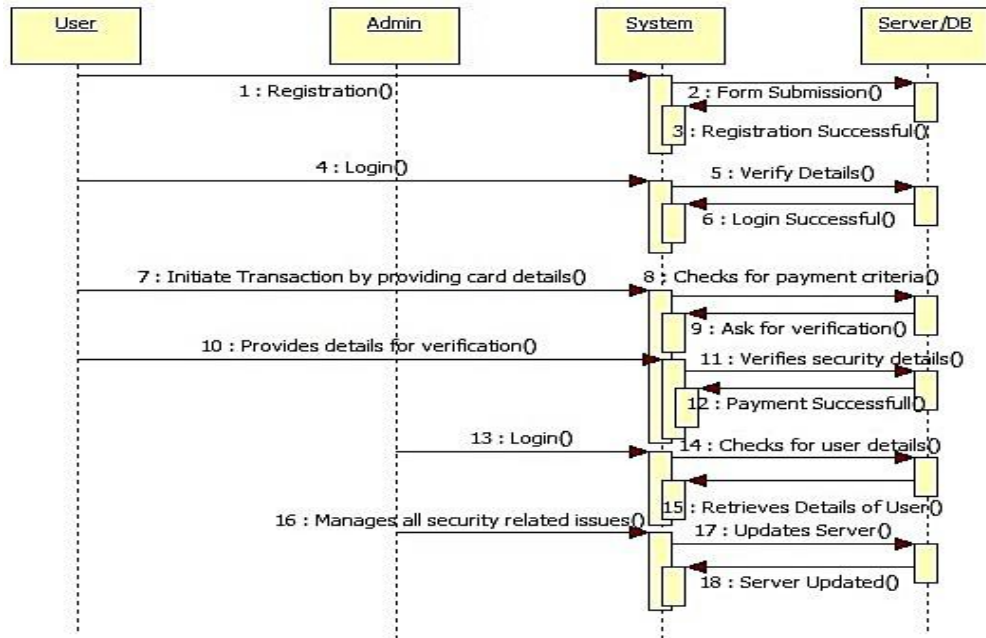 User
Admin
System
Server/DB
1 : Registration()
2 : Form Submission()
3 : Registration Successful()
4 : Login()
5 : Verify Details()
6 : Login Successful()
7 : Initiate Transaction by providing card details()
8 : Checks for payment criteria()
9 : Ask for verification()
10 : Provides details for verification()
11 : Verifies security details()
12 : Payment Successfull()
13 : Login()
14 : Checks for user details()
15 : Retrieves Details of User()
16 : Manages all security related issues()
17 : Updates Server()
18 : Server Updated()